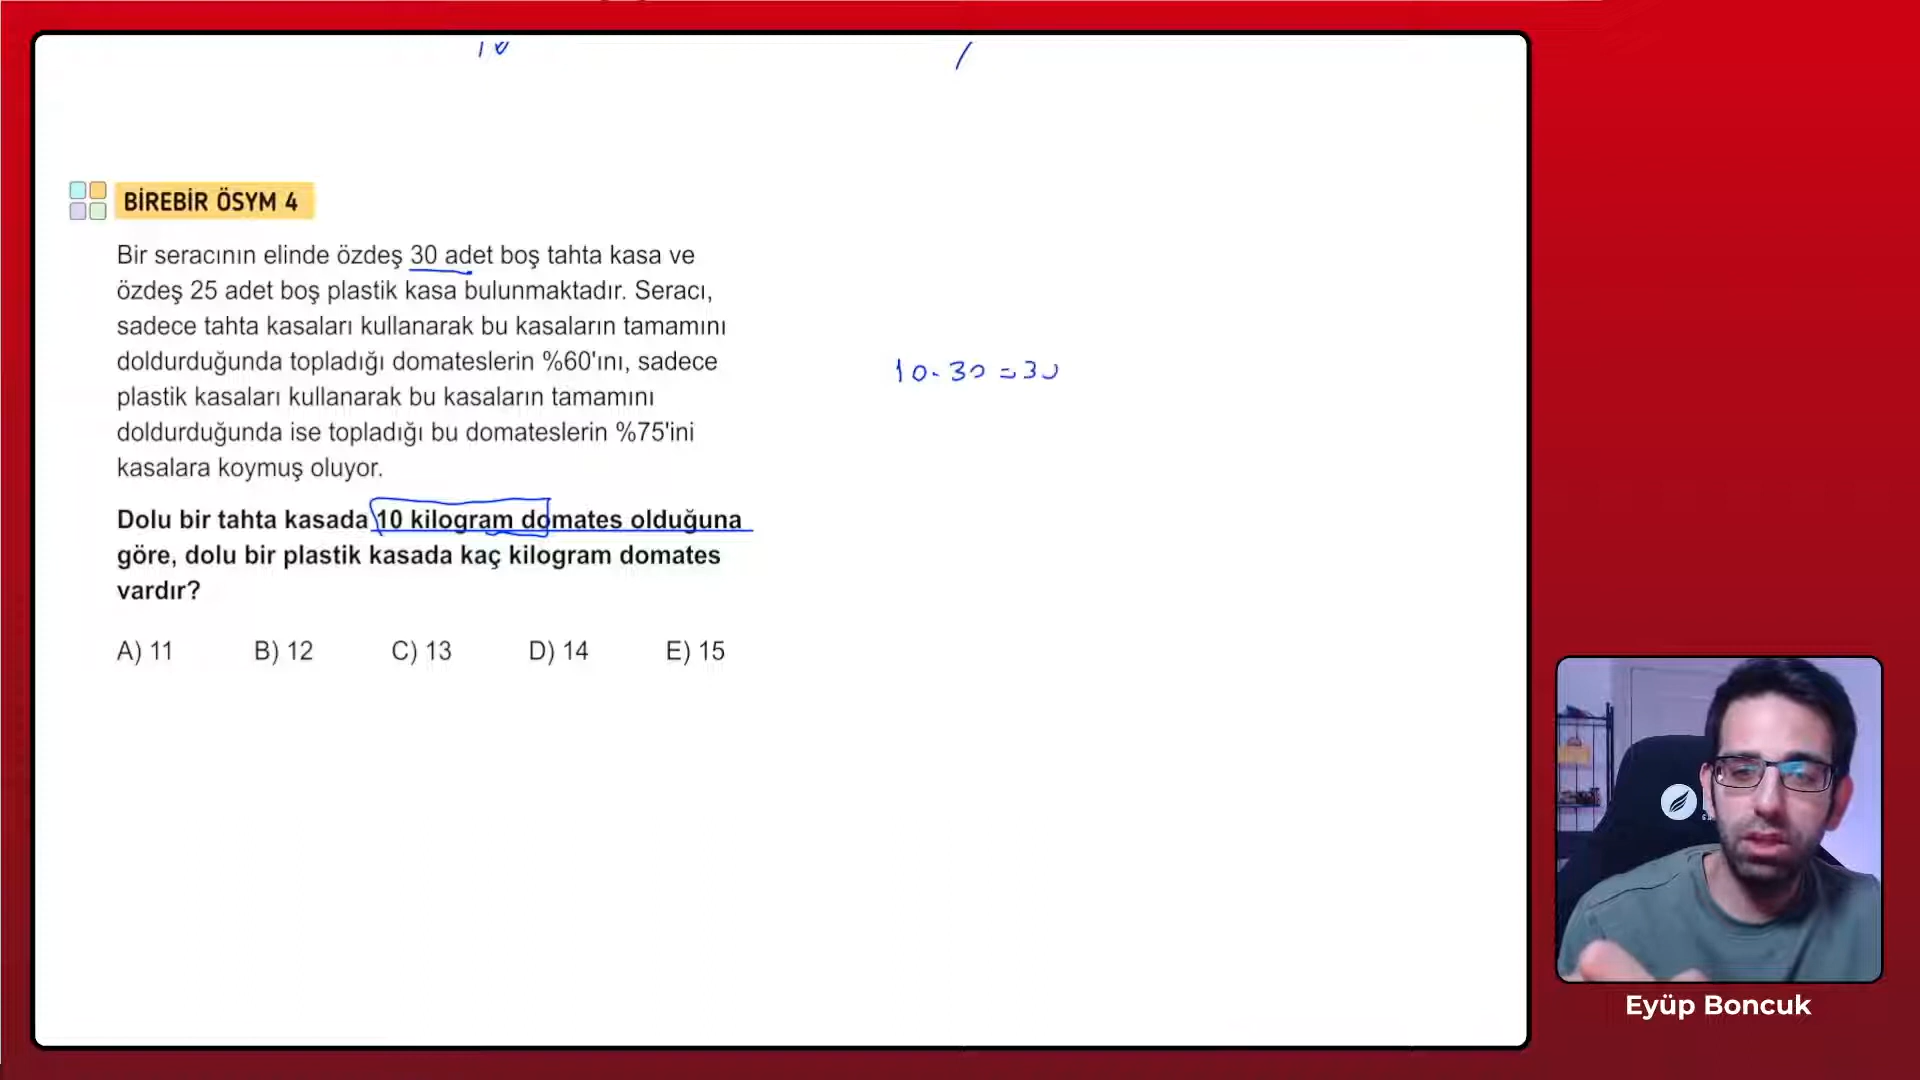 BİREBİR ÖSYM 4
Bir seracının elinde özdeş 30 adet boş tahta kasa ve
özdeş 25 adet boş plastik kasa bulunmaktadır. Seracı,
sadece tahta kasaları kullanarak bu kasaların tamamını
doldurduğunda topladığı domateslerin %60'ını, sadece
plastik kasaları kullanarak bu kasaların tamamını
doldurduğunda ise topladığı bu domateslerin %75'ini
kasalara koymuş oluyor.
Dolu bir tahta kasada 10 kilogram domates olduğuna
göre, dolu bir plastik kasada kaç kilogram domates
vardır?
A) 11 B) 12 C) 13 D) 14 E) 15
10. 30 = 30
Eyüp Boncuk